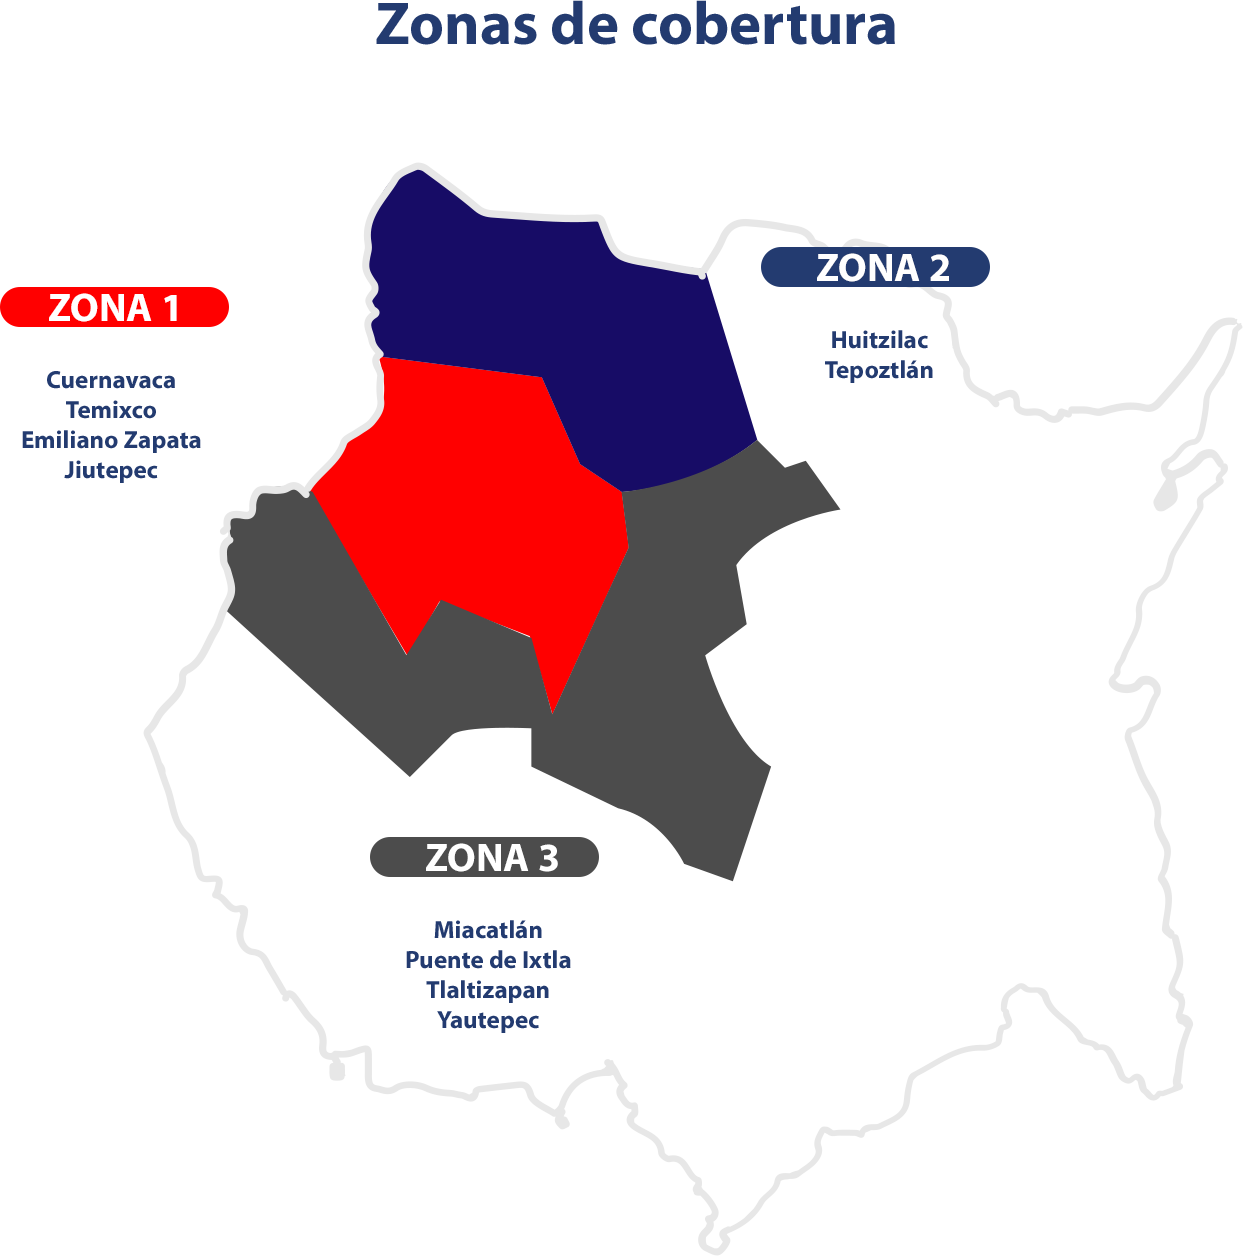 Zonas de cobertura
ZONA 1
Cuernavaca
Temixco
Emiliano Zapata
Jiutepec
ZONA 2
Huitzilac
Tepoztlán
ZONA 3
Miacatlán
Puente de Ixtla
Tlaltizapan
Yautepec